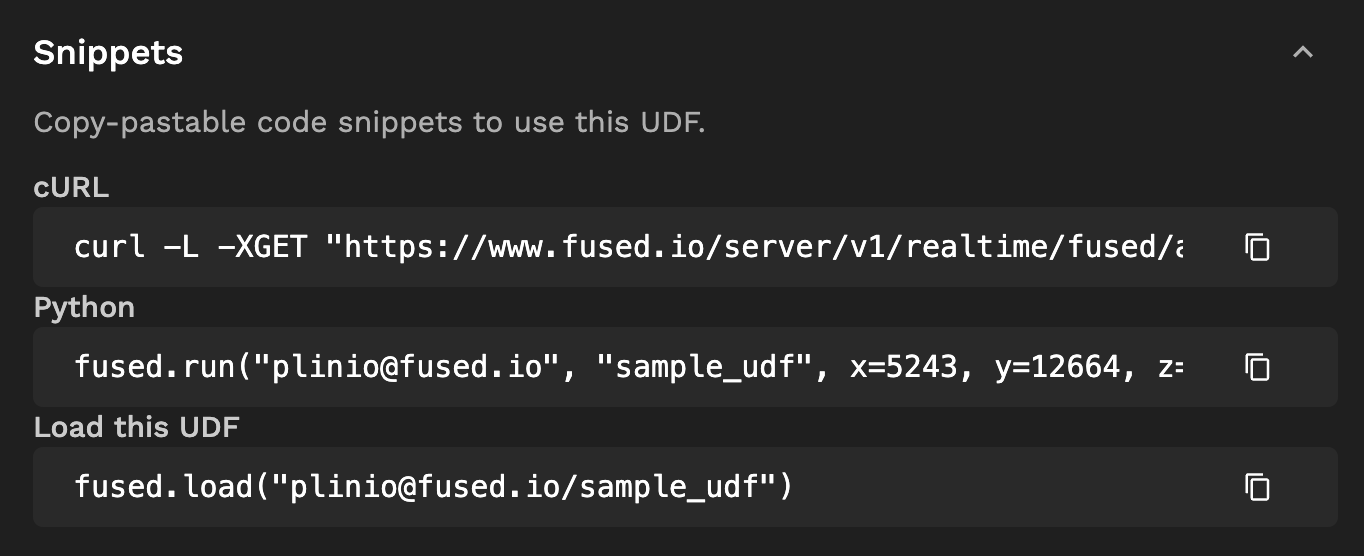 Snippets
Copy-pastable code snippets to use this UDF.
cURL
curl -L -XGET "https://www.fused.io/server/v1/realtime/fused/
Python
fused.run("plinio@fused.io", "sample_udf", x=5243, y=12664, z=
Load this UDF
fused.load("plinio@fused.io/sample_udf")